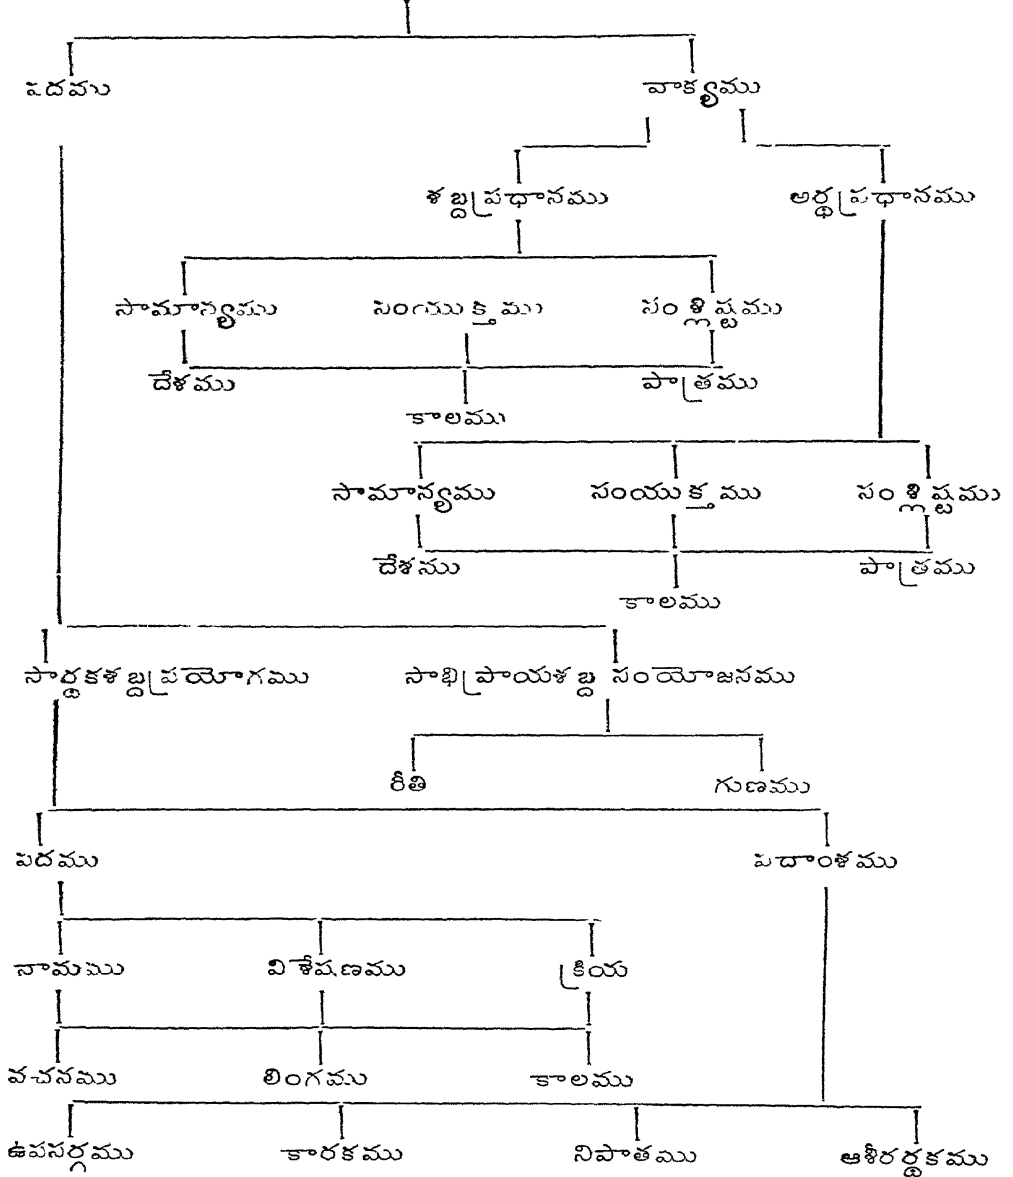 పదము వాక్యము
శబ్దప్రధానము అర్థప్రధానము
సామాన్యము సంయుక్తము సంశ్లిష్టము
దేశము పాత్రము
కాలము
సామాన్యము సంయుక్తము సంశ్లిష్టము
దేశము పాత్రము
కాలము
సార్థకశబ్దప్రయోగము సాభిప్రాయశబ్ద సంయోజనము
రీతి గుణము
పదము పదాంశము
నామము విశేషణము క్రియ
వచనము లింగము కాలము
ఉపసర్గము కారకము నిపాతము ఆశీరర్థకము